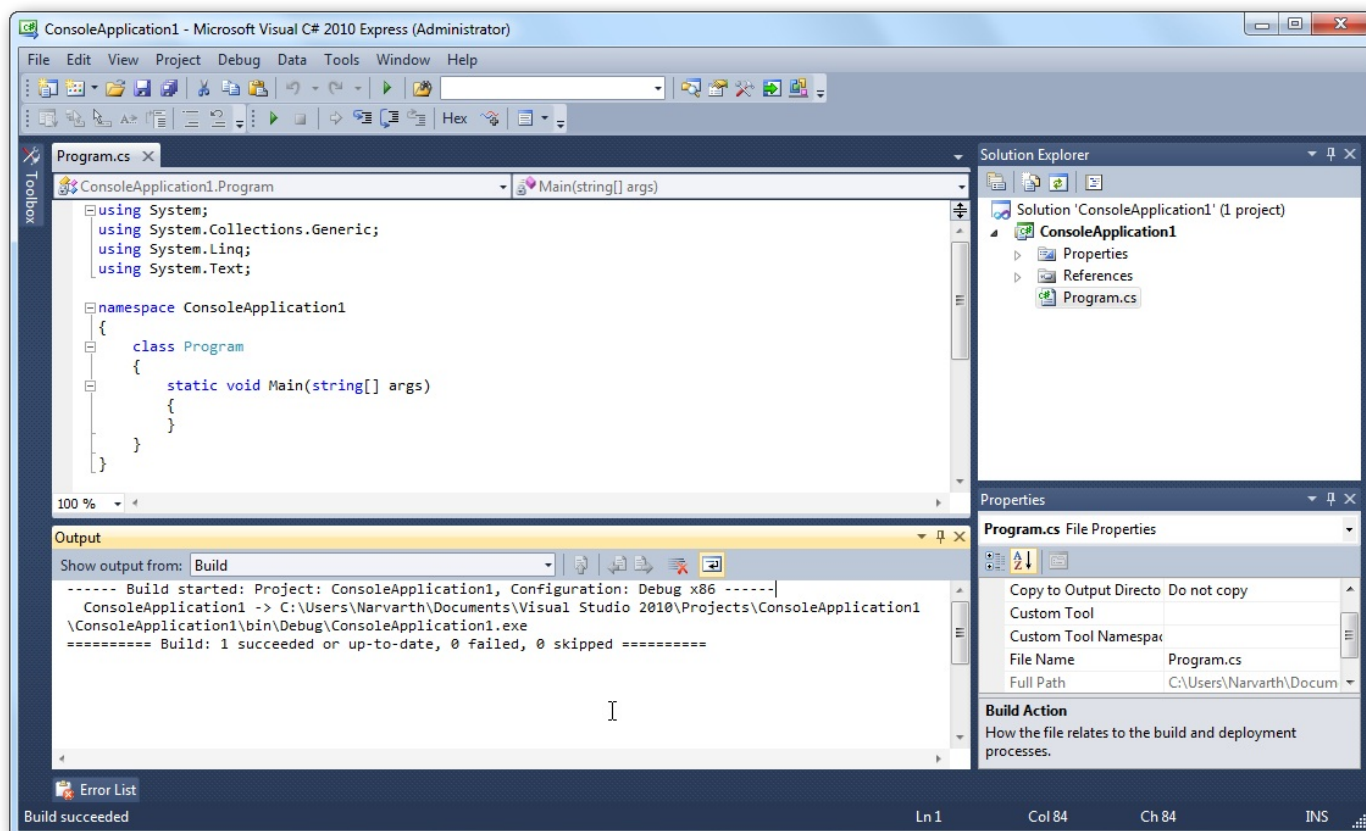 ConsoleApplication1 - Microsoft Visual C# 2010 Express (Administrator)
File Edit View Project Debug Data Tools Window Help
Hex
Toolbox
Program.cs
ConsoleApplication1.Program
Main(string[] args)
using System;
using System.Collections.Generic;
using System.Linq;
using System.Text;
namespace ConsoleApplication1
{
class Program
{
static void Main(string[] args)
{
}
}
}
100 %
Output
Show output from: Build
------ Build started: Project: ConsoleApplication1, Configuration: Debug x86 ------
ConsoleApplication1 -> C:\Users\Narvarth\Documents\Visual Studio 2010\Projects\ConsoleApplication1
\ConsoleApplication1\bin\Debug\ConsoleApplication1.exe
========== Build: 1 succeeded or up-to-date, 0 failed, 0 skipped ==========
Error List
Solution Explorer
Solution 'ConsoleApplication1' (1 project)
ConsoleApplication1
Properties
References
Program.cs
Properties
Program.cs File Properties
Copy to Output Directo Do not copy
Custom Tool
Custom Tool Namespac
File Name Program.cs
Full Path C:\Users\Narvarth\Docum
Build Action
How the file relates to the build and deployment
processes.
Build succeeded Ln 1 Col 84 Ch 84 INS